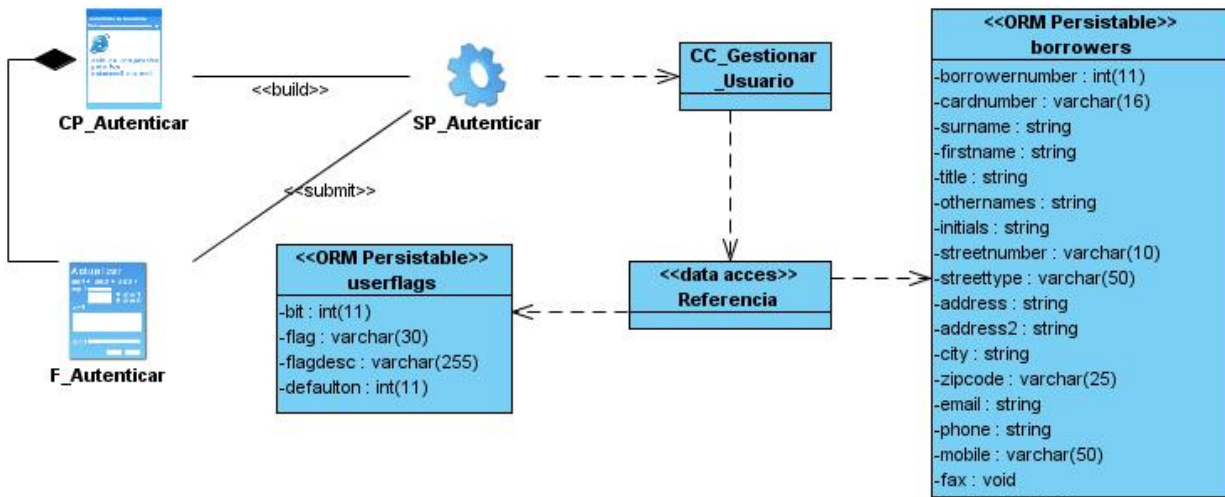 CP_Autenticar
<<build>>
SP_Autenticar
CC_Gestionar
_Usuario
<<submit>>
F_Autenticar
Actualizar
<<ORM Persistable>>
userflags
-bit : int(11)
-flag : varchar(30)
-flagdesc : varchar(255)
-defaulton : int(11)
<<data acces>>
Referencia
<<ORM Persistable>>
borrowers
-borrowernumber : int(11)
-cardnumber : varchar(16)
-surname : string
-firstname : string
-title : string
-othernames : string
-initials : string
-streetnumber : varchar(10)
-streettype : varchar(50)
-address : string
-address2 : string
-city : string
-zipcode : varchar(25)
-email : string
-phone : string
-mobile : varchar(50)
-fax : void